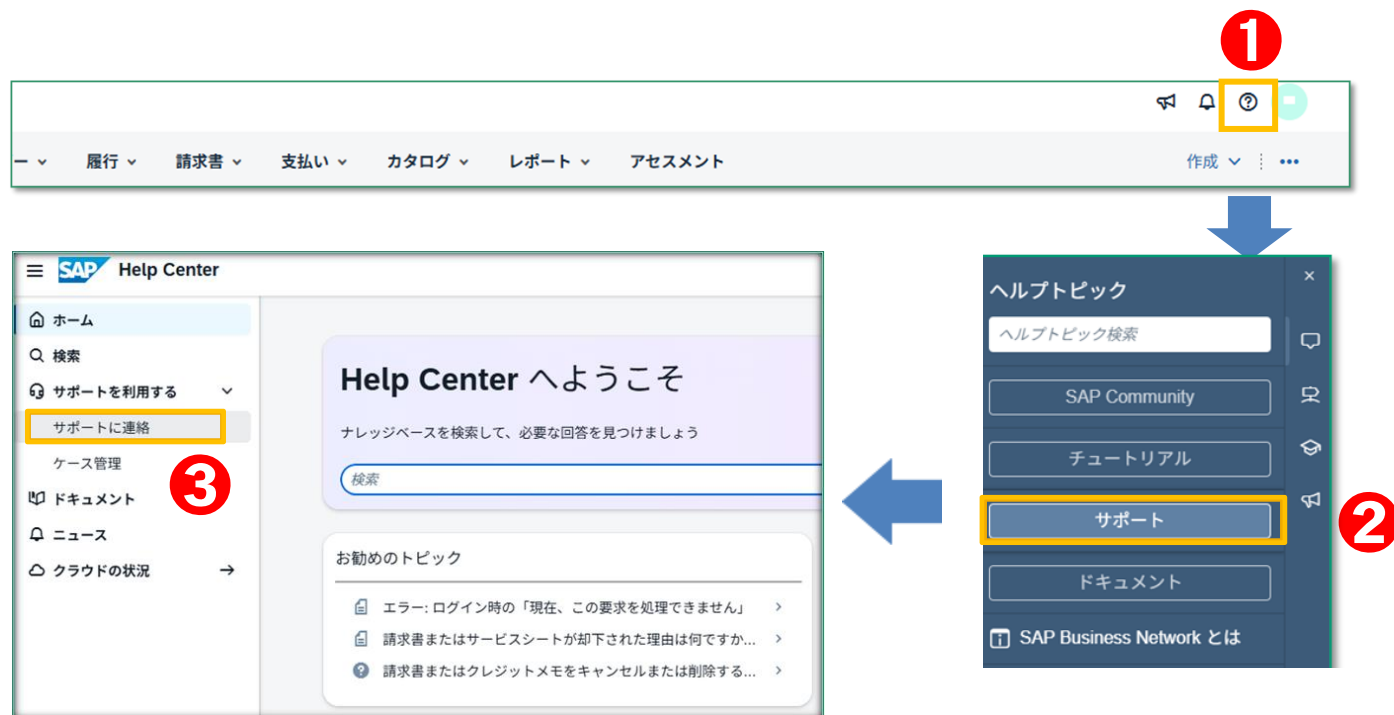 1
ー
履行
請求書
支払い
カタログ
レポート
アセスメント
作成
SAP Help Center
ホーム
検索
サポートを利用する
サポートに連絡
ケース管理
ドキュメント
ニュース
クラウドの状況
3
Help Center へようこそ
ナレッジベースを検索して、必要な回答を見つけましょう
検索
お勧めのトピック
エラー: ログイン時の「現在、この要求を処理できません」
請求書またはサービスシートが却下された理由は何ですか...
請求書またはクレジットメモをキャンセルまたは削除する...
ヘルプトピック
ヘルプトピック検索
SAP Community
チュートリアル
サポート
2
ドキュメント
SAP Business Network とは